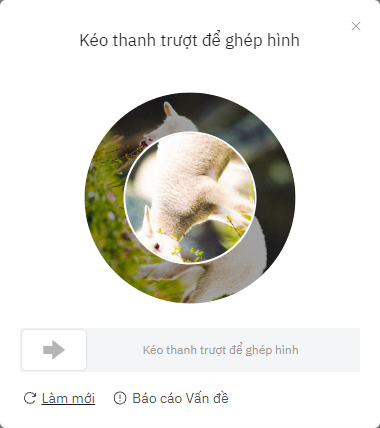 Kéo thanh trượt để ghép hình
Kéo thanh trượt để ghép hình
Làm mới
Báo cáo Vấn đề